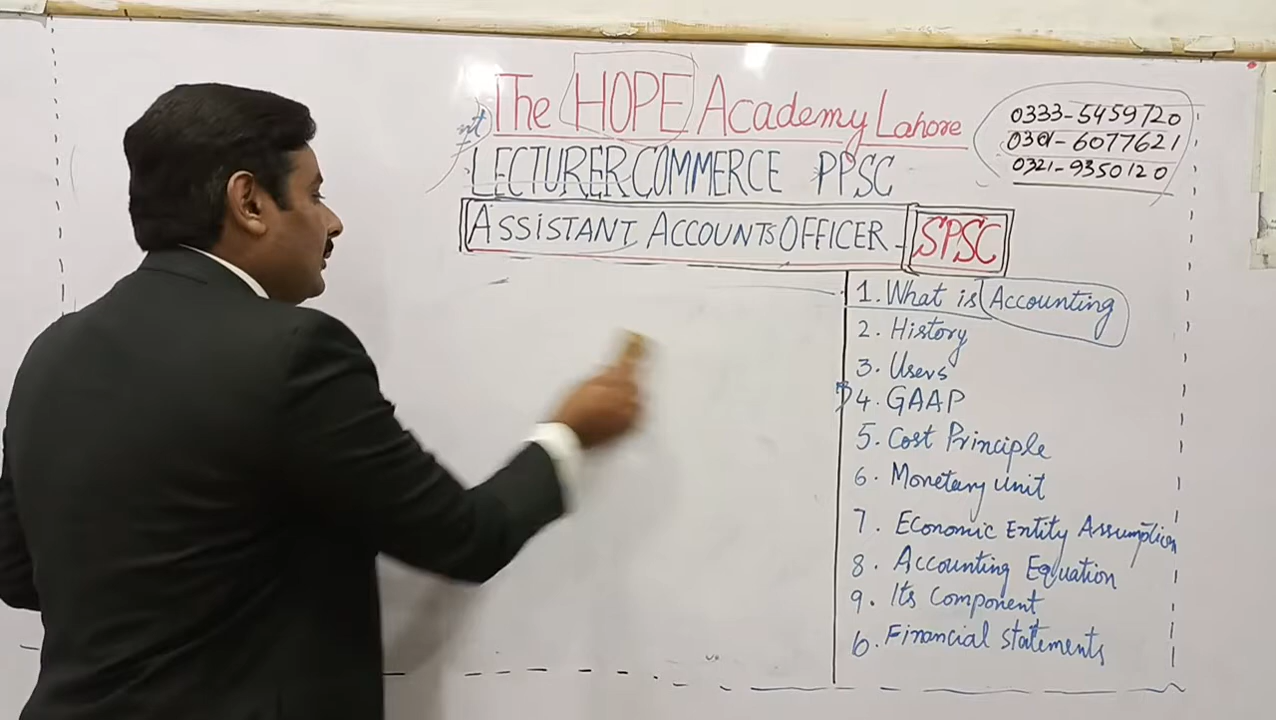 The HOPE Academy Lahore
0333-5459720
0301-6077621
0321-9350120
LECTURER COMMERCE PPSC
ASSISTANT ACCOUNTS OFFICER - SPSC
1. What is Accounting
2. History
3. Users
4. GAAP
5. Cost Principle
6. Monetary unit
7. Economic Entity Assumption
8. Accounting Equation
9. Its Component
10. Financial statements